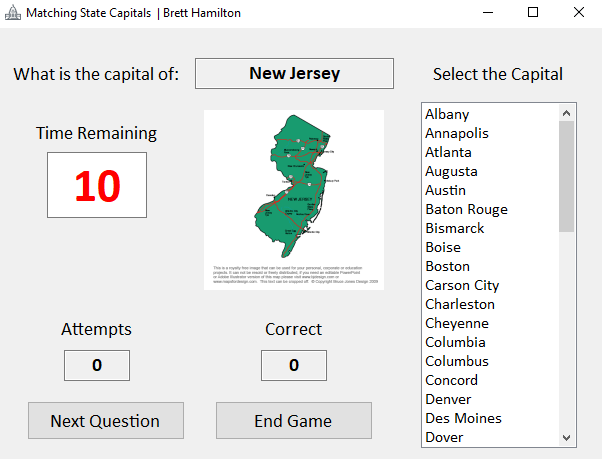 Matching State Capitals | Brett Hamilton
What is the capital of:
New Jersey
Select the Capital
Time Remaining
10
NEW JERSEY
This is a royalty free image that can be used for your personal, corporate or education
projects. It can not be resold or freely distributed. If you need an editable PowerPoint
or Adobe Illustrator version of this map please visit www.bjdesign.com or
www.mapsfordesign.com. This text can be cropped off. © Copyright Bruce Jones Design 2009
Attempts
0
Correct
0
Next Question
End Game
Albany
Annapolis
Atlanta
Augusta
Austin
Baton Rouge
Bismarck
Boise
Boston
Carson City
Charleston
Cheyenne
Columbia
Columbus
Concord
Denver
Des Moines
Dover